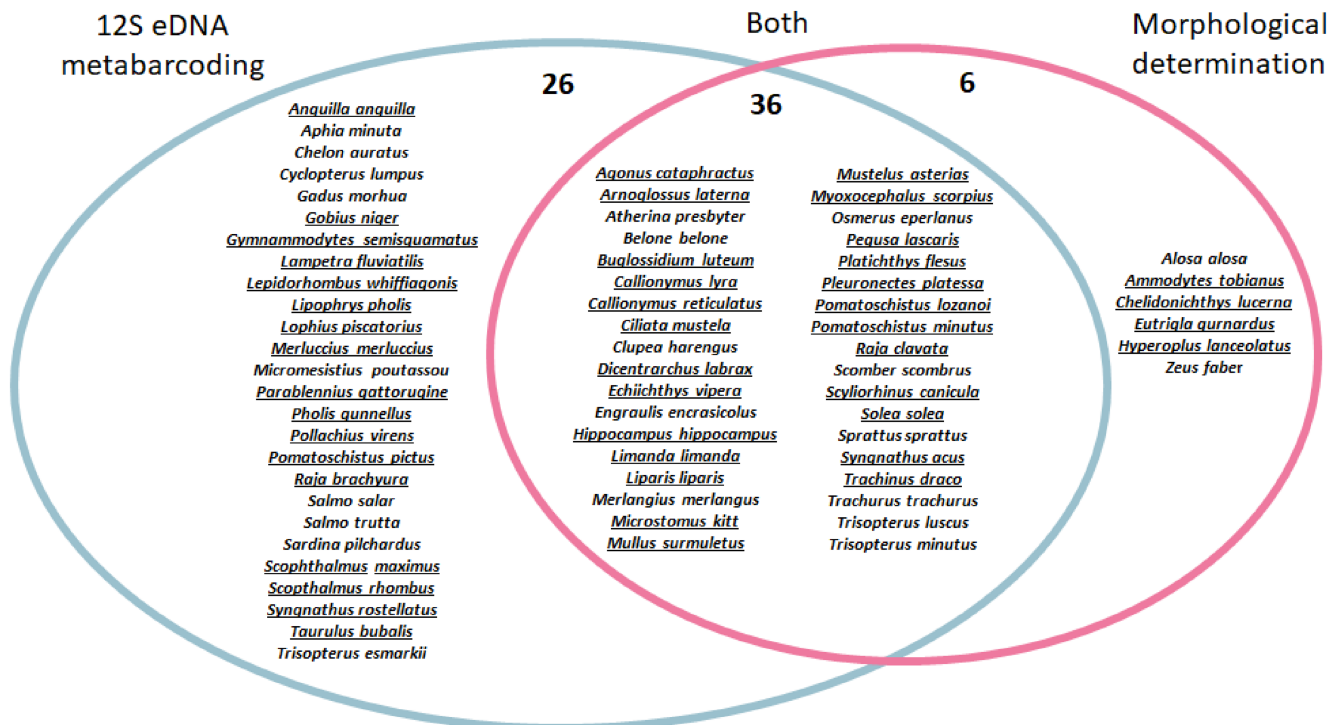 12S eDNA
metabarcoding
Both
Morphological
determination
26
36
6
Anguilla anguilla
Aphia minuta
Chelon auratus
Cyclopterus lumpus
Gadus morhua
Gobius niger
Gymnammodytes semisquamatus
Lampetra fluviatilis
Lepidorhombus whiffiagonis
Lipophrys pholis
Lophius piscatorius
Merluccius merluccius
Micromesistius poutassou
Parablennius gattorugine
Pholis gunnellus
Pollachius virens
Pomatoschistus pictus
Raja brachyura
Salmo salar
Salmo trutta
Sardina pilchardus
Scophthalmus maximus
Scopthalmus rhombus
Syngnathus rostellatus
Taurulus bubalis
Trisopterus esmarkii
Agonus cataphractus
Arnoglossus laterna
Atherina presbyter
Belone belone
Buglossidium luteum
Callionymus lyra
Callionymus reticulatus
Ciliata mustela
Clupea harengus
Dicentrarchus labrax
Echiichthys vipera
Engraulis encrasicolus
Hippocampus hippocampus
Limanda limanda
Liparis liparis
Merlangius merlangus
Microstomus kitt
Mullus surmuletus
Mustelus asterias
Myoxocephalus scorpius
Osmerus eperlanus
Pegusa lascaris
Platichthys flesus
Pleuronectes platessa
Pomatoschistus lozanoi
Pomatoschistus minutus
Raja clavata
Scomber scombrus
Scyliorhinus canicula
Solea solea
Sprattus sprattus
Syngnathus acus
Trachinus draco
Trachurus trachurus
Trisopterus luscus
Trisopterus minutus
Alosa alosa
Ammodytes tobianus
Chelidonichthys lucerna
Eutrigla gurnardus
Hyperoplus lanceolatus
Zeus faber